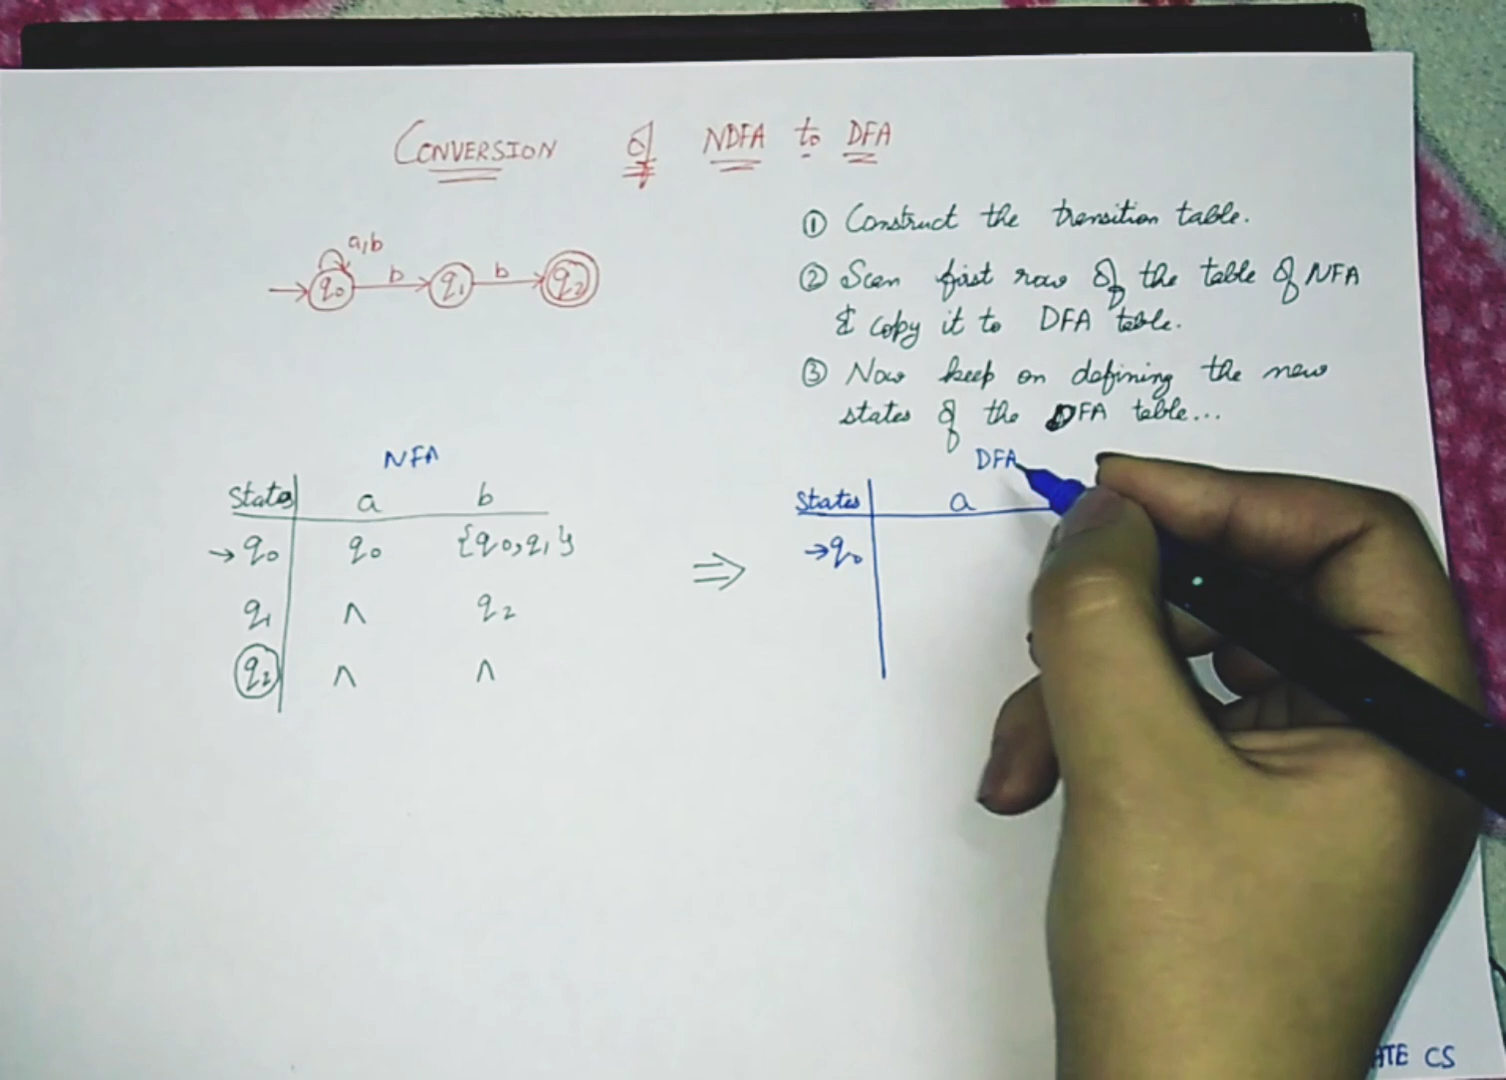 CONVERSION of NDFA to DFA
a,b
q0 b q1 b q2
① Construct the transition table.
② Scan first row of the table of NFA
& copy it to DFA table.
③ Now keep on defining the new
states of the DFA table...
NFA
States a b
→ q0 q0 {q0,q1}
q1 ∧ q2
q2 ∧ ∧
⇒
DFA
States a
→ q0
ATE CS